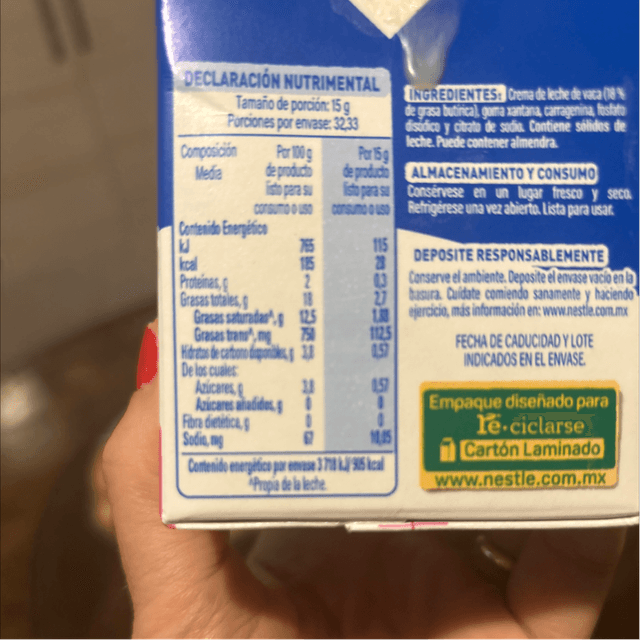 DECLARACIÓN NUTRIMENTAL
Tamaño de porción: 15 g
Porciones por envase: 32,33
Composición Por 100 g Por 15 g
Media de producto de producto
listo para su listo para su
consumo o uso consumo o uso
Contenido Energético
kJ 765 115
kcal 185 28
Proteínas, g 2 0,3
Grasas totales, g 18 2,7
Grasas saturadas^, g 12,5 1,88
Grasas trans^, mg 750 112,5
Hidratos de carbono disponibles, g 3,8 0,57
De los cuales:
Azúcares, g 3,8 0,57
Azúcares añadidos, g 0 0
Fibra dietética, g 0 0
Sodio, mg 67 10,05
Contenido energético por envase 3 710 kJ/ 905 kcal
^Propia de la leche.
INGREDIENTES: Crema de leche de vaca (18 %
de grasa butírica), goma xantana, carragenina, fosfato
disódico y citrato de sodio. Contiene sólidos de
leche. Puede contener almendra.
ALMACENAMIENTO Y CONSUMO
Consérvese en un lugar fresco y seco.
Refrigérese una vez abierto. Lista para usar.
DEPOSITE RESPONSABLEMENTE
Conserve el ambiente. Deposite el envase vacío en la
basura. Cuídate comiendo sanamente y haciendo
ejercicio, más información en: www.nestle.com.mx
FECHA DE CADUCIDAD Y LOTE
INDICADOS EN EL ENVASE.
Empaque diseñado para
re·ciclarse
Cartón Laminado
www.nestle.com.mx